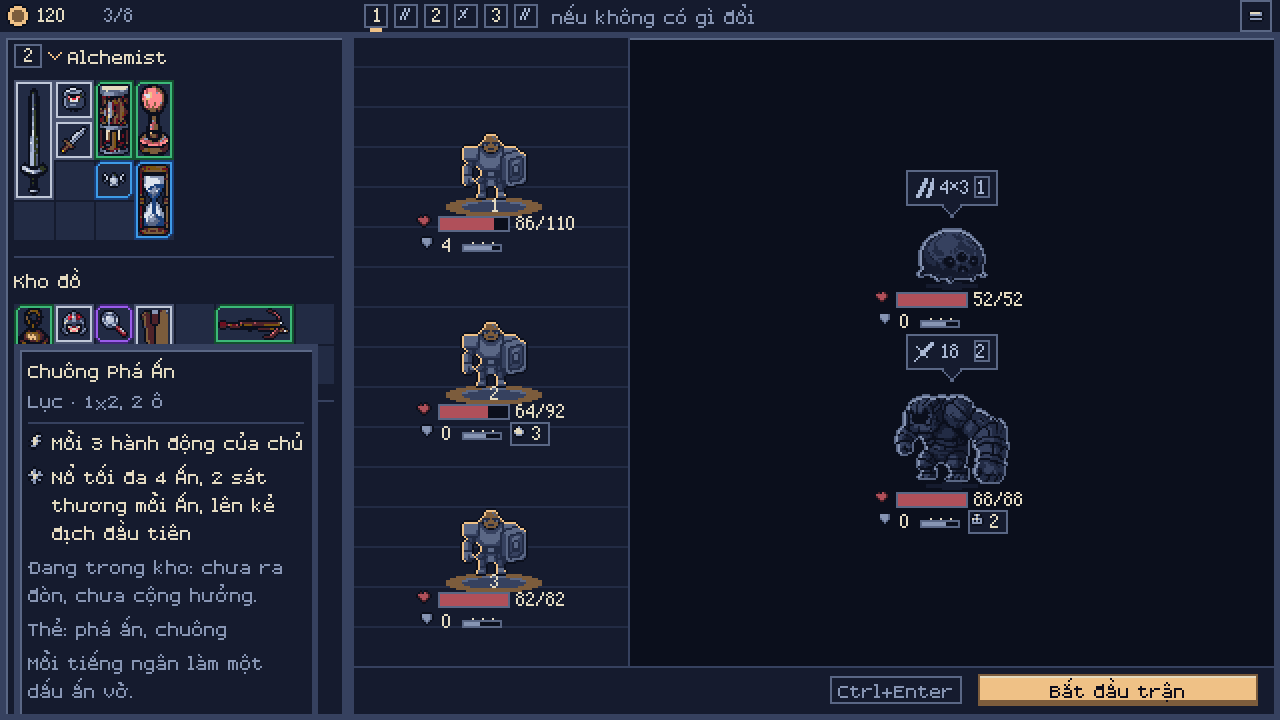 120 3/8
1 2 3 nếu không có gì đổi
2 Alchemist
Kho đồ
Chuông Phá Ấn
Lục · 1x2, 2 ô
Mỗi 3 hành động của chủ
Nổ tối đa 4 Ấn, 2 sát
thương mỗi Ấn, lên kẻ
địch đầu tiên
Đang trong kho: chưa ra
đòn, chưa cộng hưởng.
Thẻ: phá ấn, chuông
Mỗi tiếng ngân làm một
dấu ấn vỡ.
1
86/110
4
2
64/92
0 3
3
82/82
0
4×3 1
52/52
0
18 2
88/88
0 2
Ctrl+Enter
Bắt đầu trận